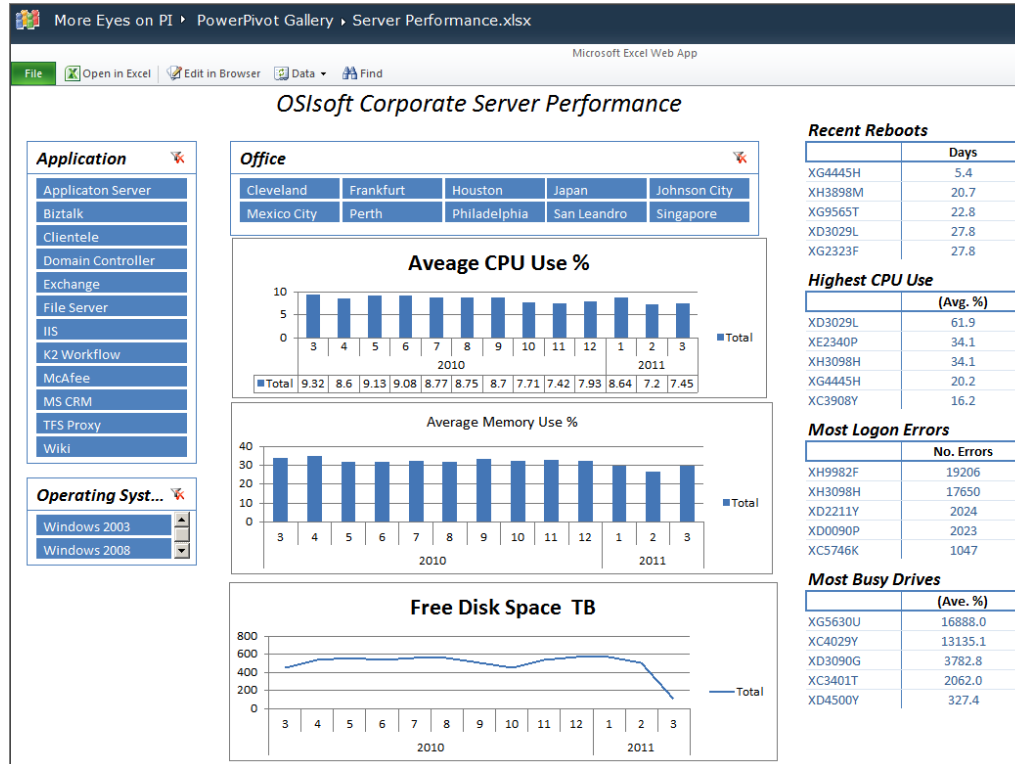 More Eyes on PI ▸ PowerPivot Gallery ▸ Server Performance.xlsx
Microsoft Excel Web App
File Open in Excel Edit in Browser Data Find
OSIsoft Corporate Server Performance
Application
Applicaton Server
Biztalk
Clientele
Domain Controller
Exchange
File Server
IIS
K2 Workflow
McAfee
MS CRM
TFS Proxy
Wiki
Operating Syst...
Windows 2003
Windows 2008
Office
Cleveland Frankfurt Houston Japan Johnson City
Mexico City Perth Philadelphia San Leandro Singapore
Aveage CPU Use %
10
5
0
3 4 5 6 7 8 9 10 11 12 1 2 3
2010 2011
Total 9.32 8.6 9.13 9.08 8.77 8.75 8.7 7.71 7.42 7.93 8.64 7.2 7.45
Total
Average Memory Use %
40
30
20
10
0
3 4 5 6 7 8 9 10 11 12 1 2 3
2010 2011
Total
Free Disk Space TB
800
600
400
200
0
3 4 5 6 7 8 9 10 11 12 1 2 3
2010 2011
Total
Recent Reboots
Days
XG4445H 5.4
XH3898M 20.7
XG9565T 22.8
XD3029L 27.8
XG2323F 27.8
Highest CPU Use
(Avg. %)
XD3029L 61.9
XE2340P 34.1
XH3098H 34.1
XG4445H 20.2
XC3908Y 16.2
Most Logon Errors
No. Errors
XH9982F 19206
XH3098H 17650
XD2211Y 2024
XD0090P 2023
XC5746K 1047
Most Busy Drives
(Ave. %)
XG5630U 16888.0
XC4029Y 13135.1
XD3090G 3782.8
XC3401T 2062.0
XD4500Y 327.4